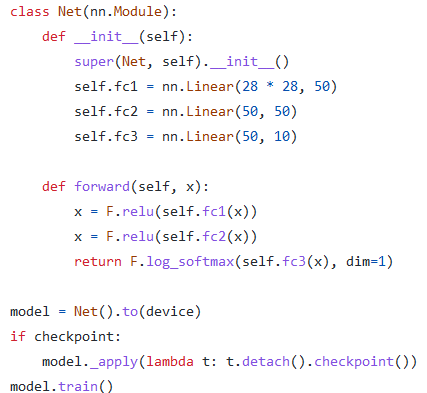 class Net(nn.Module):
    def __init__(self):
        super(Net, self).__init__()
        self.fc1 = nn.Linear(28 * 28, 50)
        self.fc2 = nn.Linear(50, 50)
        self.fc3 = nn.Linear(50, 10)

    def forward(self, x):
        x = F.relu(self.fc1(x))
        x = F.relu(self.fc2(x))
        return F.log_softmax(self.fc3(x), dim=1)

model = Net().to(device)
if checkpoint:
    model._apply(lambda t: t.detach().checkpoint())
model.train()